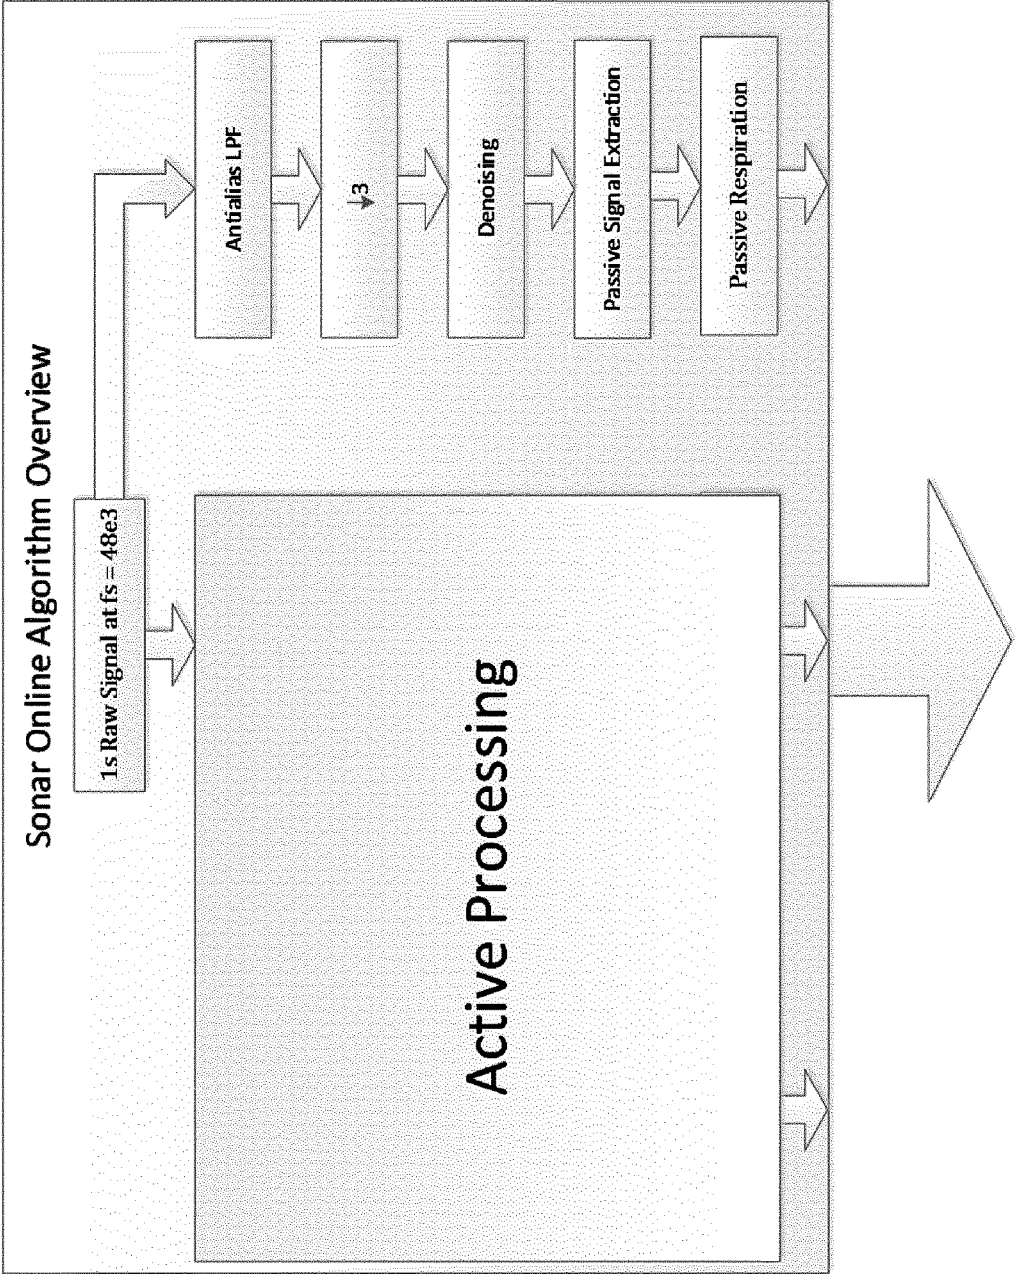 Sonar Online Algorithm Overview
1s Raw Signal at fs = 48e3
Active Processing
Antialias LPF
↓3
Denoising
Passive Signal Extraction
Passive Respiration